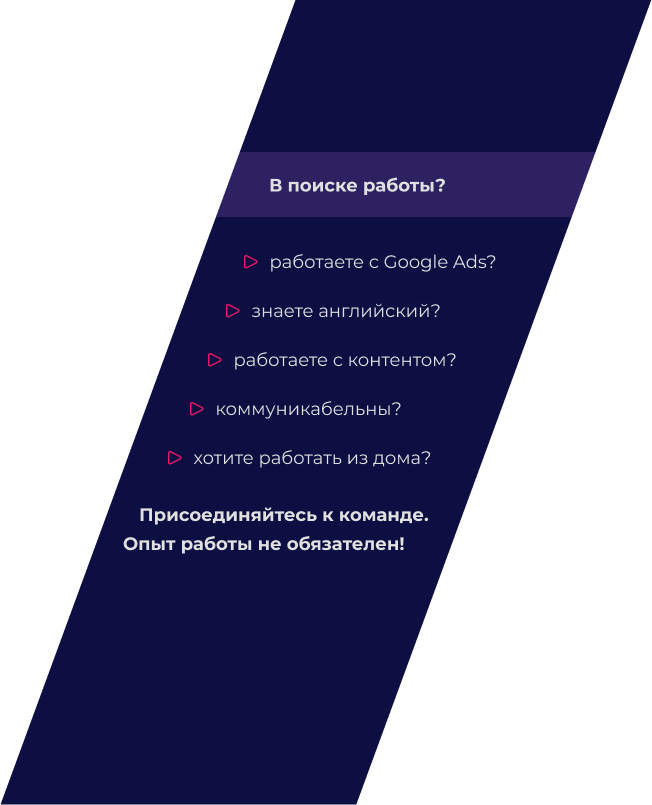 В поиске работы?
работаете с Google Ads?
знаете английский?
работаете с контентом?
коммуникабельны?
хотите работать из дома?
Присоединяйтесь к команде.
Опыт работы не обязателен!